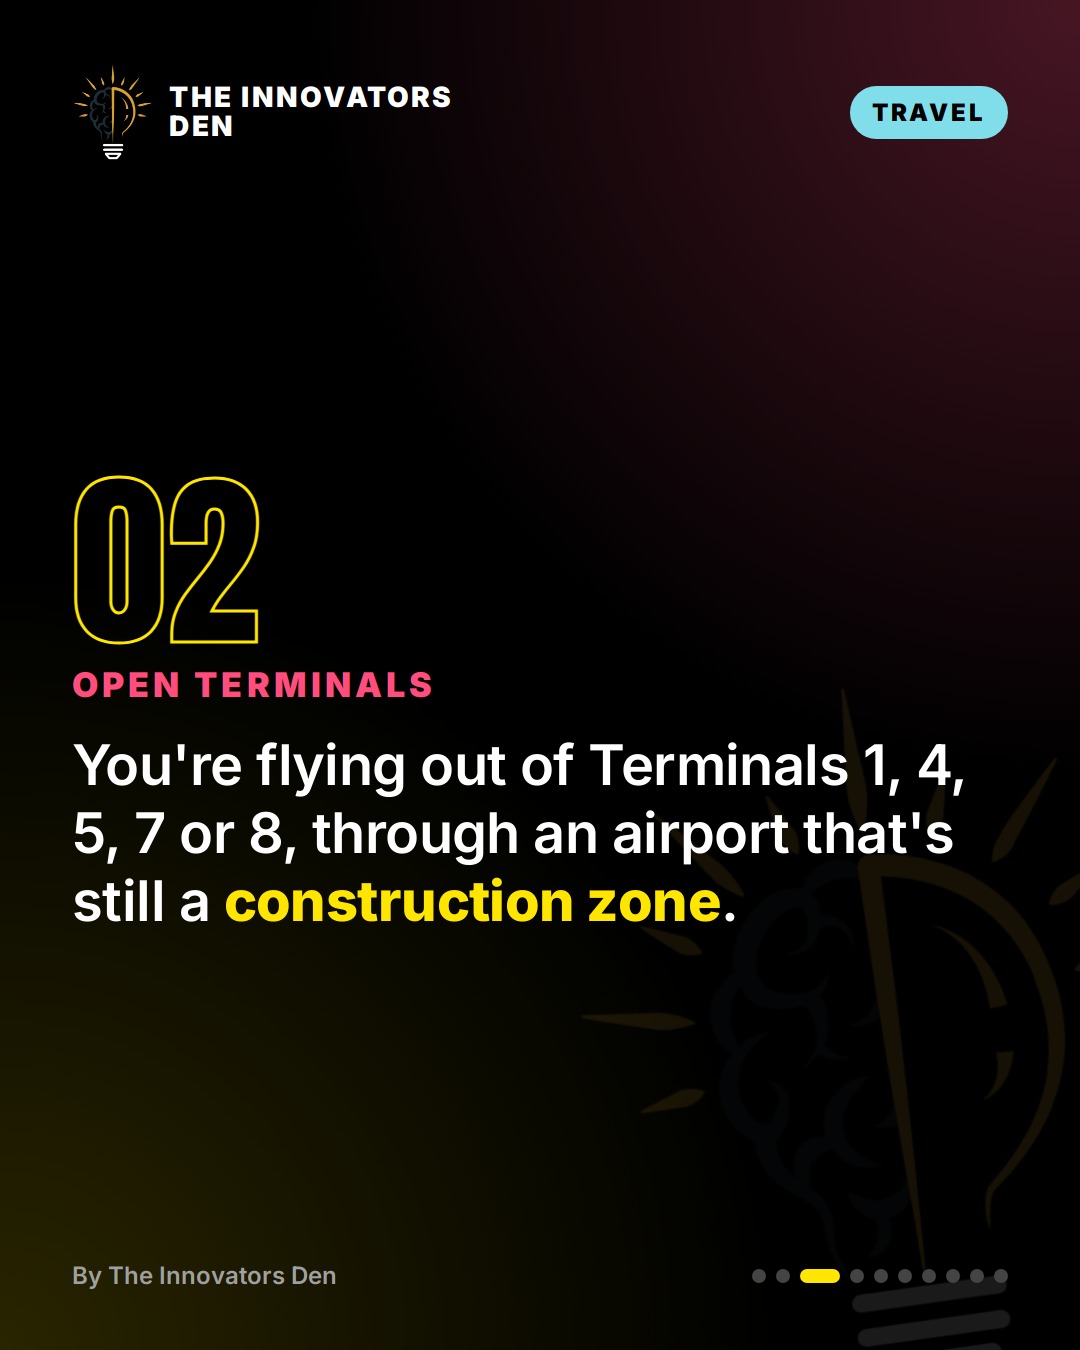 THE INNOVATORS
DEN
TRAVEL
02
OPEN TERMINALS
You're flying out of Terminals 1, 4,
5, 7 or 8, through an airport that's
still a construction zone.
By The Innovators Den